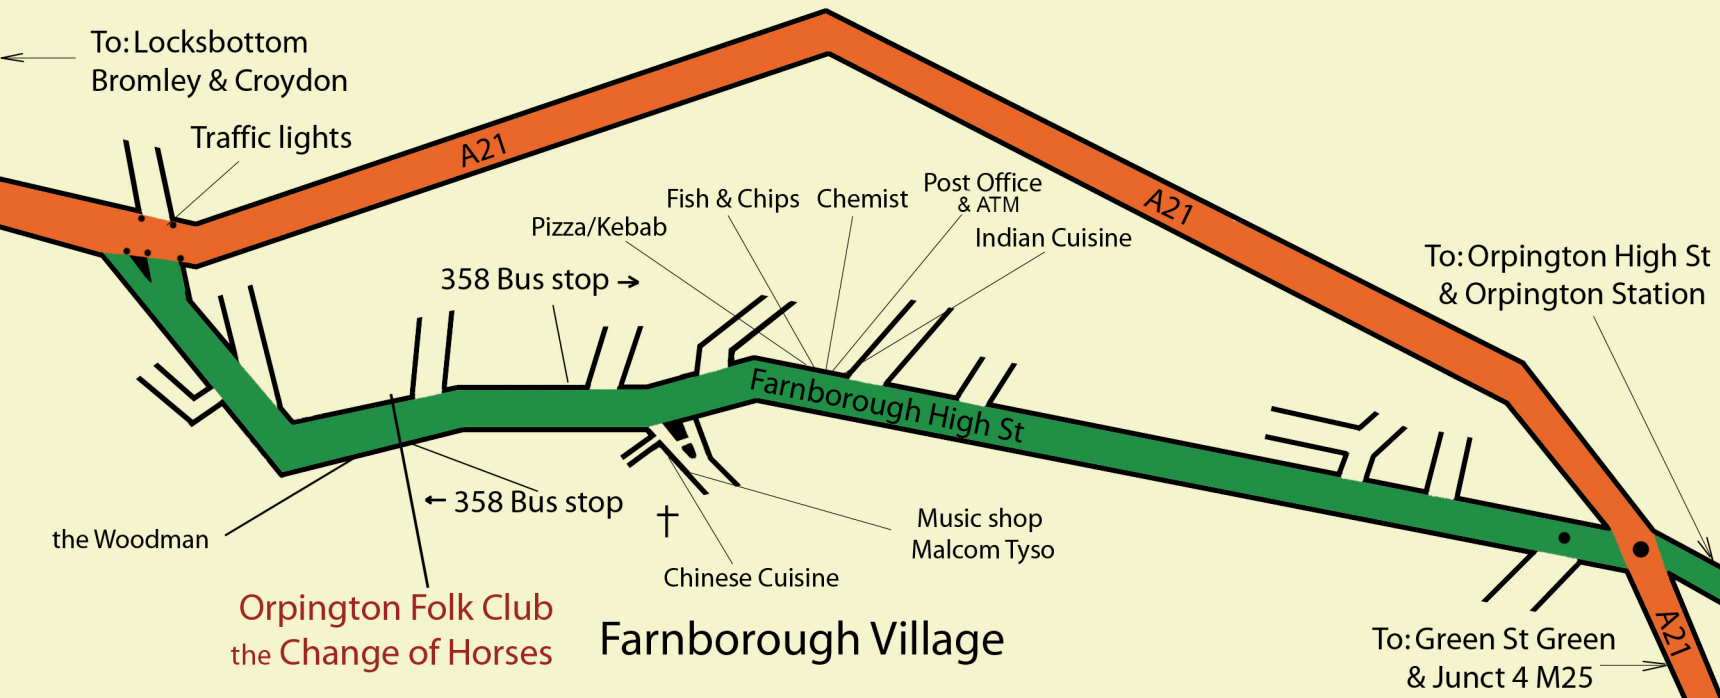 To: Locksbottom
Bromley & Croydon
Traffic lights
A21
A21
Post Office
& ATM
Fish & Chips
Chemist
Pizza/Kebab
Indian Cuisine
To: Orpington High St
& Orpington Station
358 Bus stop →
Farnborough High St
← 358 Bus stop
the Woodman
Music shop
Malcom Tyso
Chinese Cuisine
Orpington Folk Club
the Change of Horses
Farnborough Village
To: Green St Green
& Junct 4 M25
A21